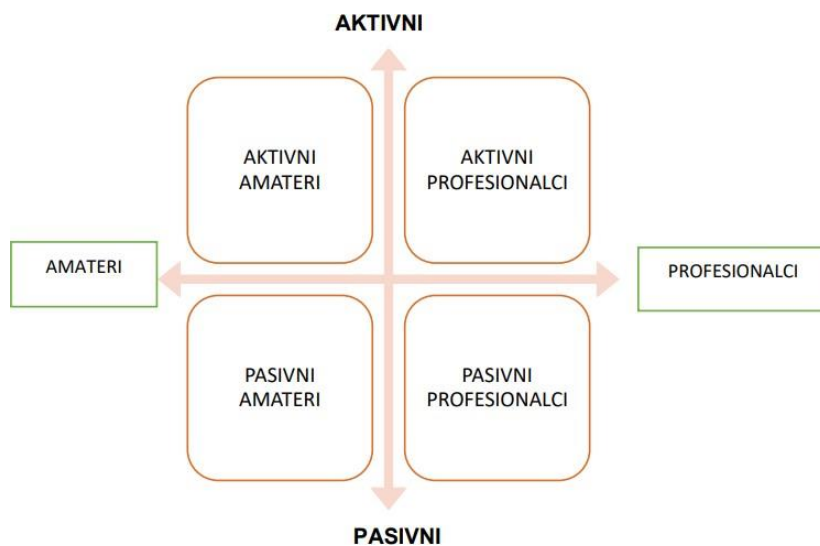 AKTIVNI
AKTIVNI
AMATERI
AKTIVNI
PROFESIONALCI
AMATERI
PROFESIONALCI
PASIVNI
AMATERI
PASIVNI
PROFESIONALCI
PASIVNI